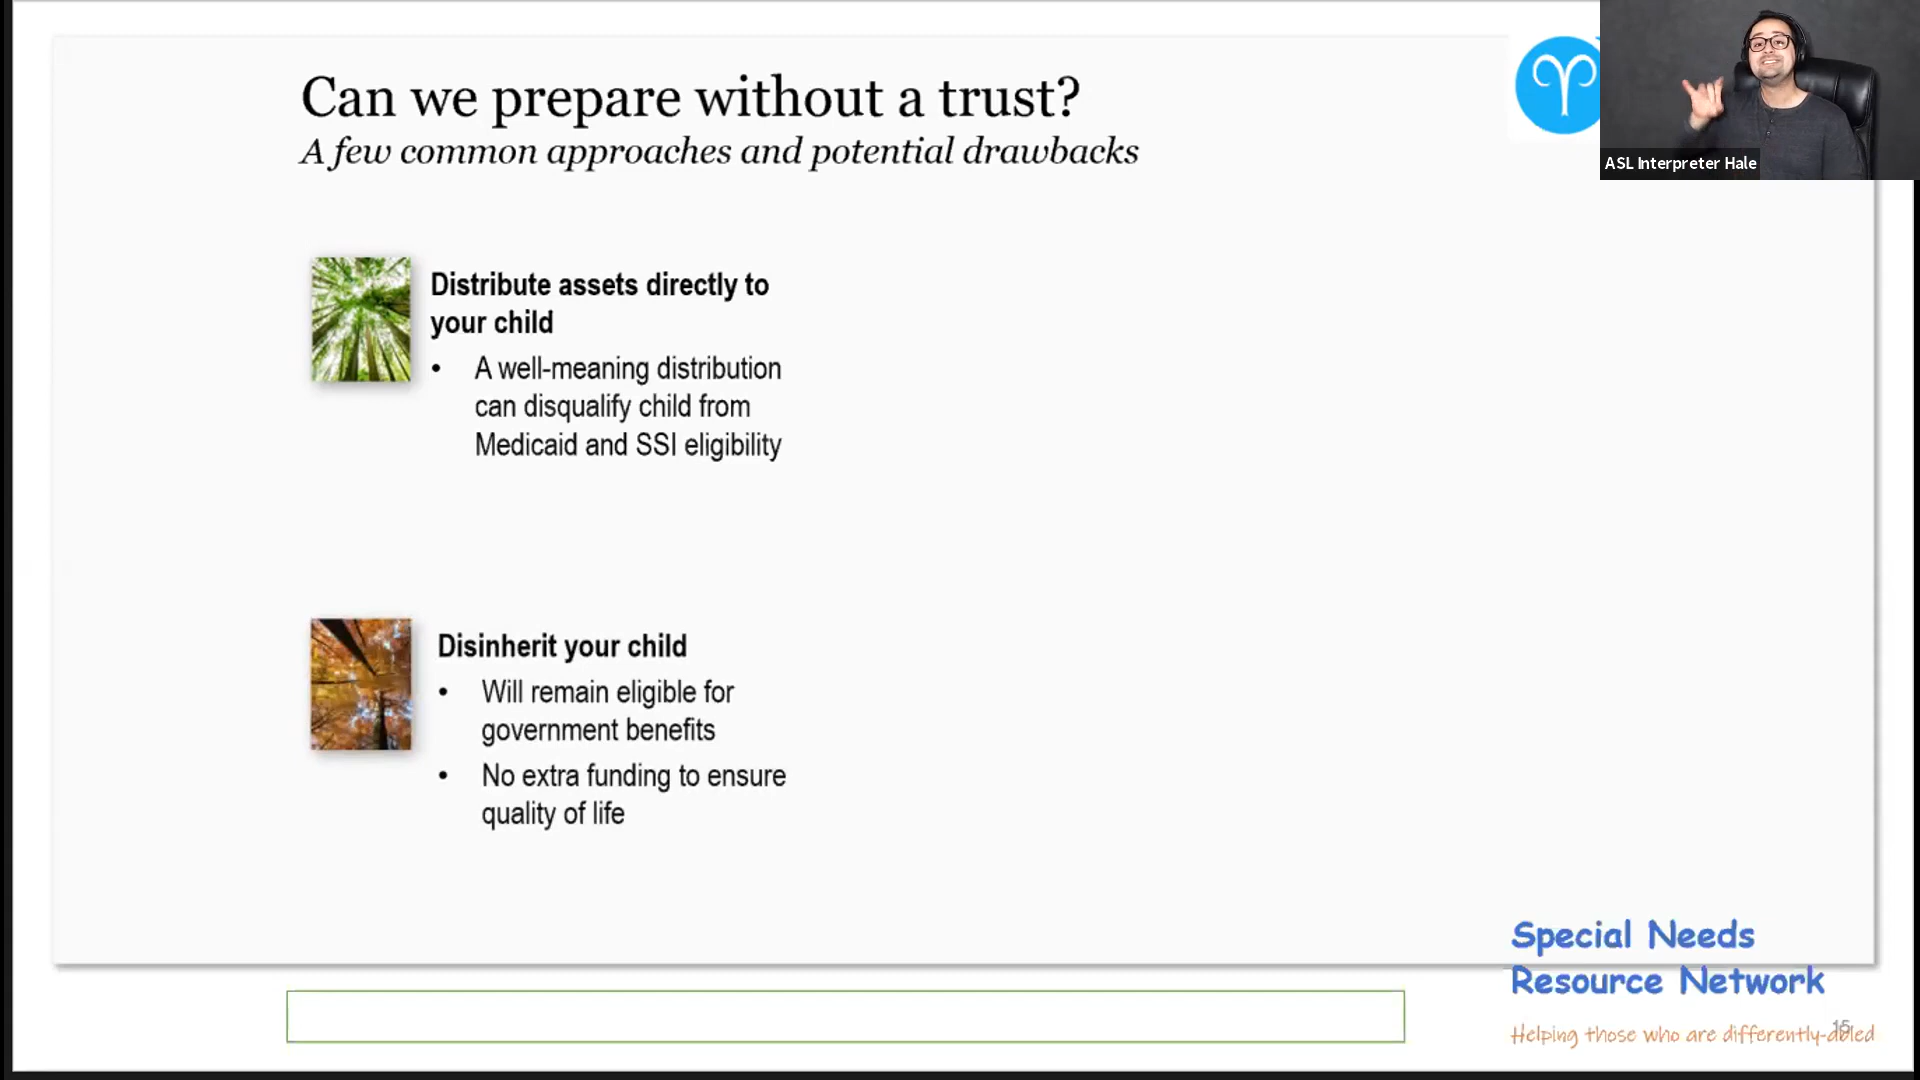 Can we prepare without a trust?
A few common approaches and potential drawbacks
ASL Interpreter Hale
Distribute assets directly to
your child
• A well-meaning distribution
can disqualify child from
Medicaid and SSI eligibility
Disinherit your child
• Will remain eligible for
government benefits
• No extra funding to ensure
quality of life
Special Needs
Resource Network
Helping those who are differently-abled
15